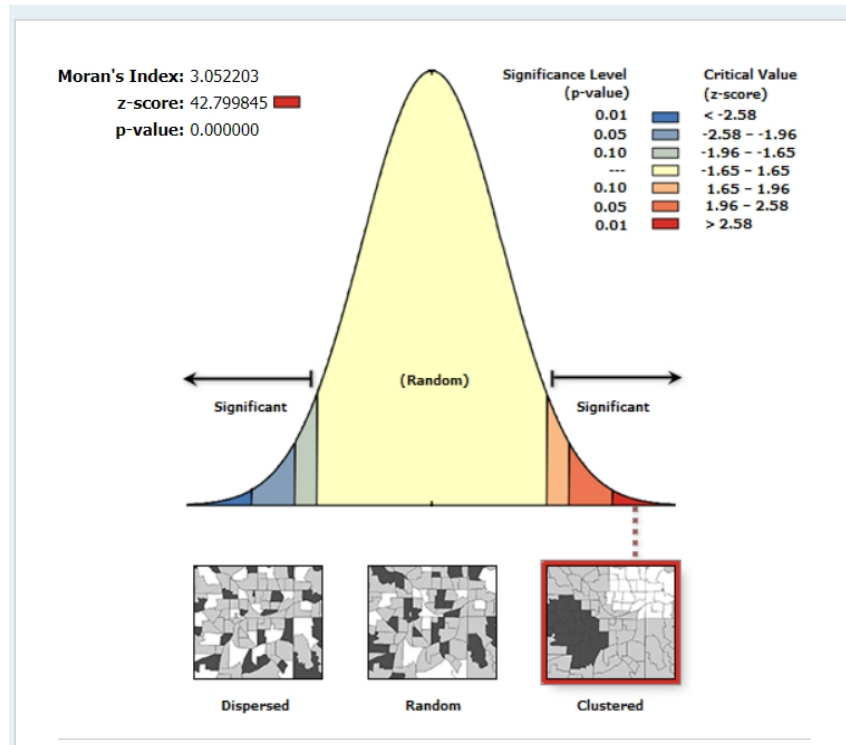 Moran's Index: 3.052203
z-score: 42.799845
p-value: 0.000000
Significance Level Critical Value
(p-value) (z-score)
0.01 < -2.58
0.05 -2.58 – -1.96
0.10 -1.96 – -1.65
--- -1.65 – 1.65
0.10 1.65 – 1.96
0.05 1.96 – 2.58
0.01 > 2.58
(Random)
Significant Significant
Dispersed Random Clustered